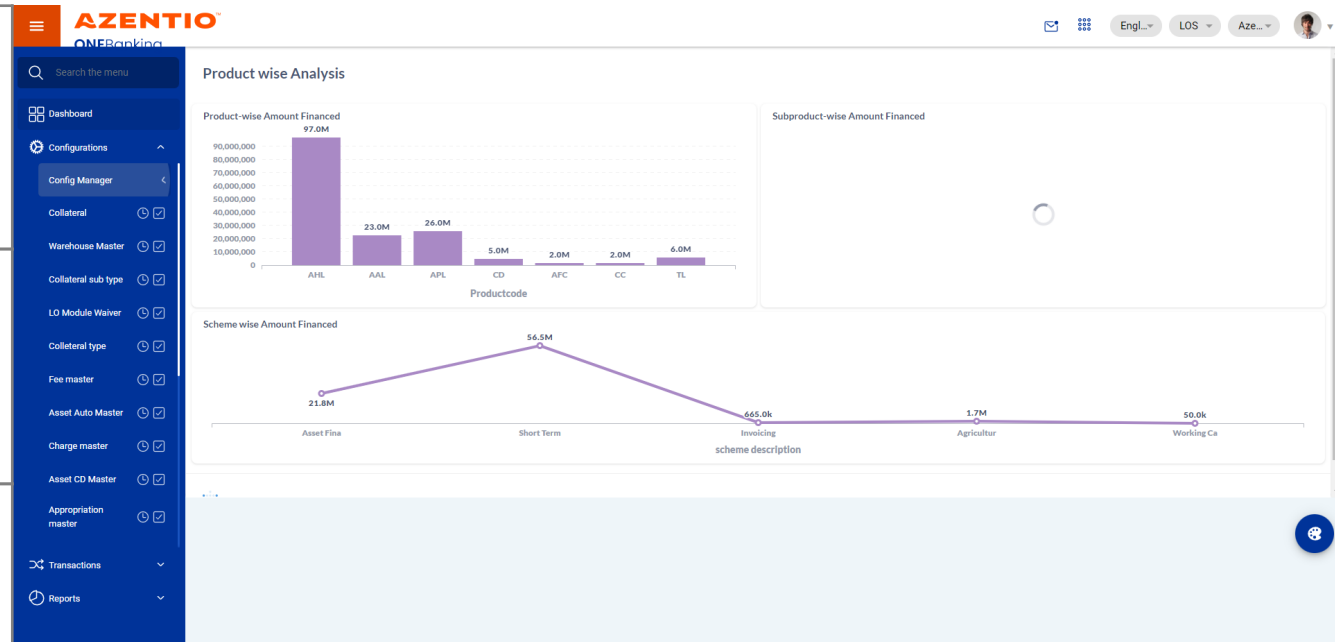 AZENTIO
ONEBanking
Engl...
LOS
Aze...
Search the menu
Dashboard
Configurations
Config Manager
Collateral
Warehouse Master
Collateral sub type
LO Module Waiver
Colleteral type
Fee master
Asset Auto Master
Charge master
Asset CD Master
Appropriation
master
Transactions
Reports
Product wise Analysis
Product-wise Amount Financed
97.0M
90,000,000
80,000,000
70,000,000
60,000,000
50,000,000
40,000,000
30,000,000
20,000,000
10,000,000
0
23.0M
26.0M
5.0M
2.0M
2.0M
6.0M
AHL AAL APL CD AFC CC TL
Productcode
Subproduct-wise Amount Financed
Scheme wise Amount Financed
56.5M
21.8M
665.0k
1.7M
50.0k
Asset Fina Short Term Invoicing Agricultur Working Ca
scheme description